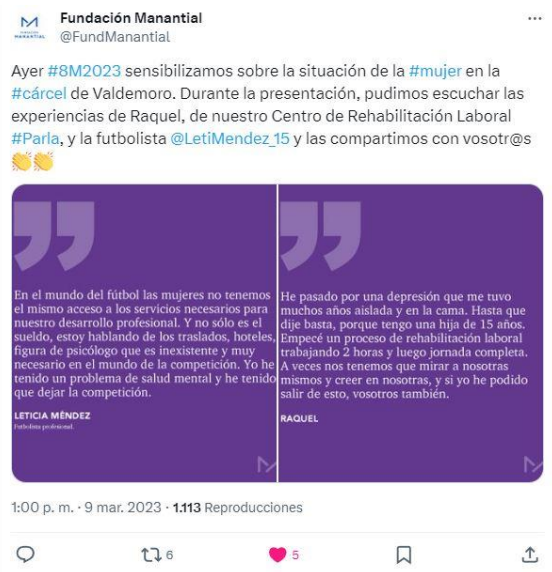 Fundación Manantial
@FundManantial
Ayer #8M2023 sensibilizamos sobre la situación de la #mujer en la
#cárcel de Valdemoro. Durante la presentación, pudimos escuchar las
experiencias de Raquel, de nuestro Centro de Rehabilitación Laboral
#Parla, y la futbolista @LetiMendez_15 y las compartimos con vosotr@s
👏👏
En el mundo del fútbol las mujeres no tenemos
el mismo acceso a los servicios necesarios para
nuestro desarrollo profesional. Y no sólo es el
sueldo, estoy hablando de los traslados, hoteles,
figura de psicólogo que es inexistente y muy
necesario en el mundo de la competición. Yo he
tenido un problema de salud mental y he tenido
que dejar la competición.
LETICIA MÉNDEZ
Futbolista profesional.
He pasado por una depresión que me tuvo
muchos años aislada y en la cama. Hasta que
dije basta, porque tengo una hija de 15 años.
Empecé un proceso de rehabilitación laboral
trabajando 2 horas y luego jornada completa.
A veces nos tenemos que mirar a nosotras
mismos y creer en nosotras, y si yo he podido
salir de esto, vosotros también.
RAQUEL
1:00 p. m. · 9 mar. 2023 · 1.113 Reproducciones
6
5